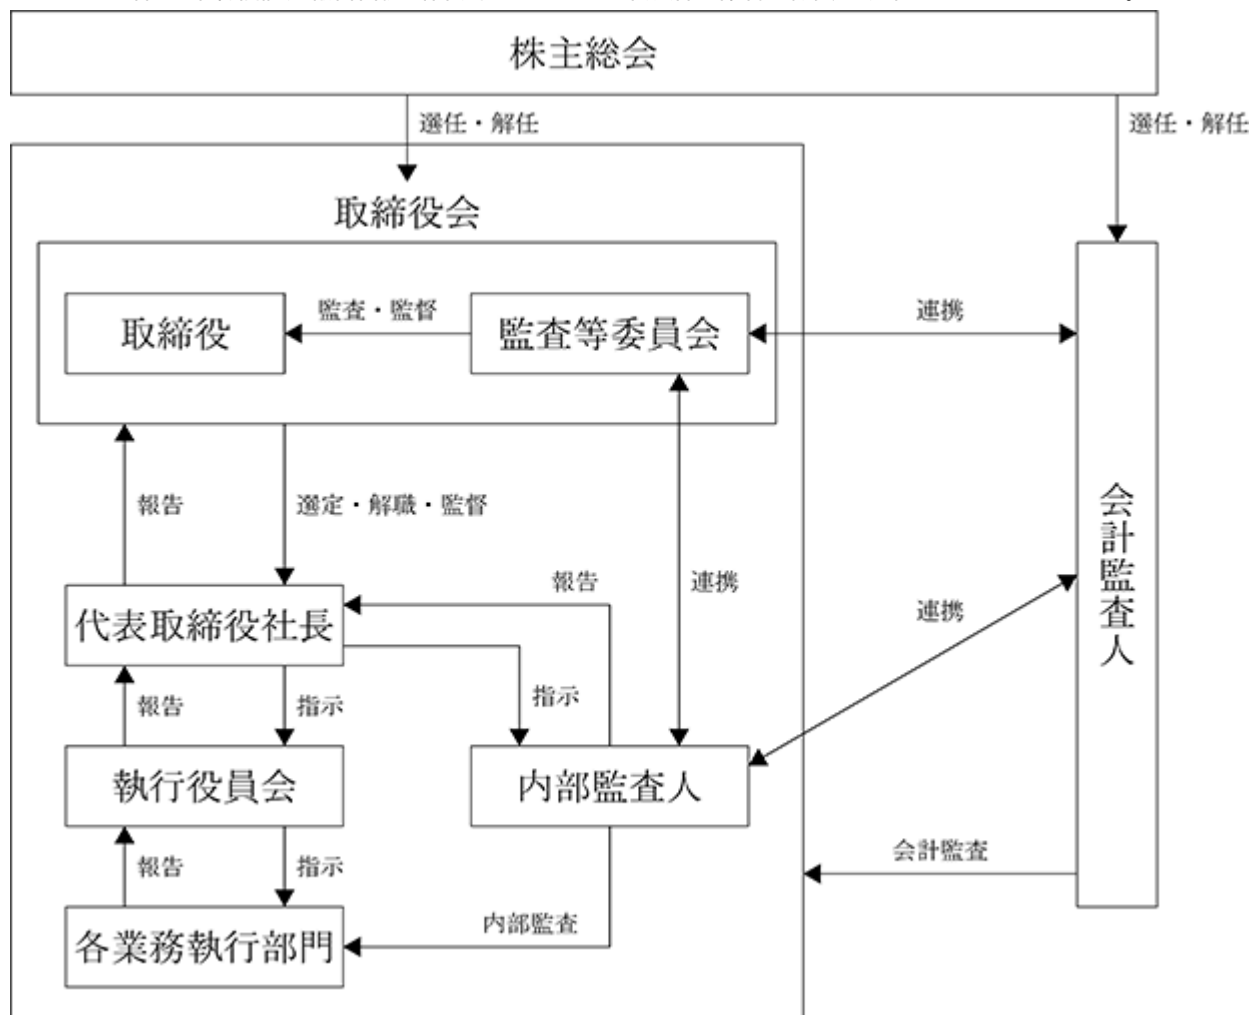 株主総会
選任・解任
選任・解任
取締役会
取締役
監査・監督
監査等委員会
連携
報告
選定・解職・監督
報告
連携
連携
会計監査人
代表取締役社長
報告
指示
指示
執行役員会
内部監査人
報告
指示
会計監査
内部監査
各業務執行部門